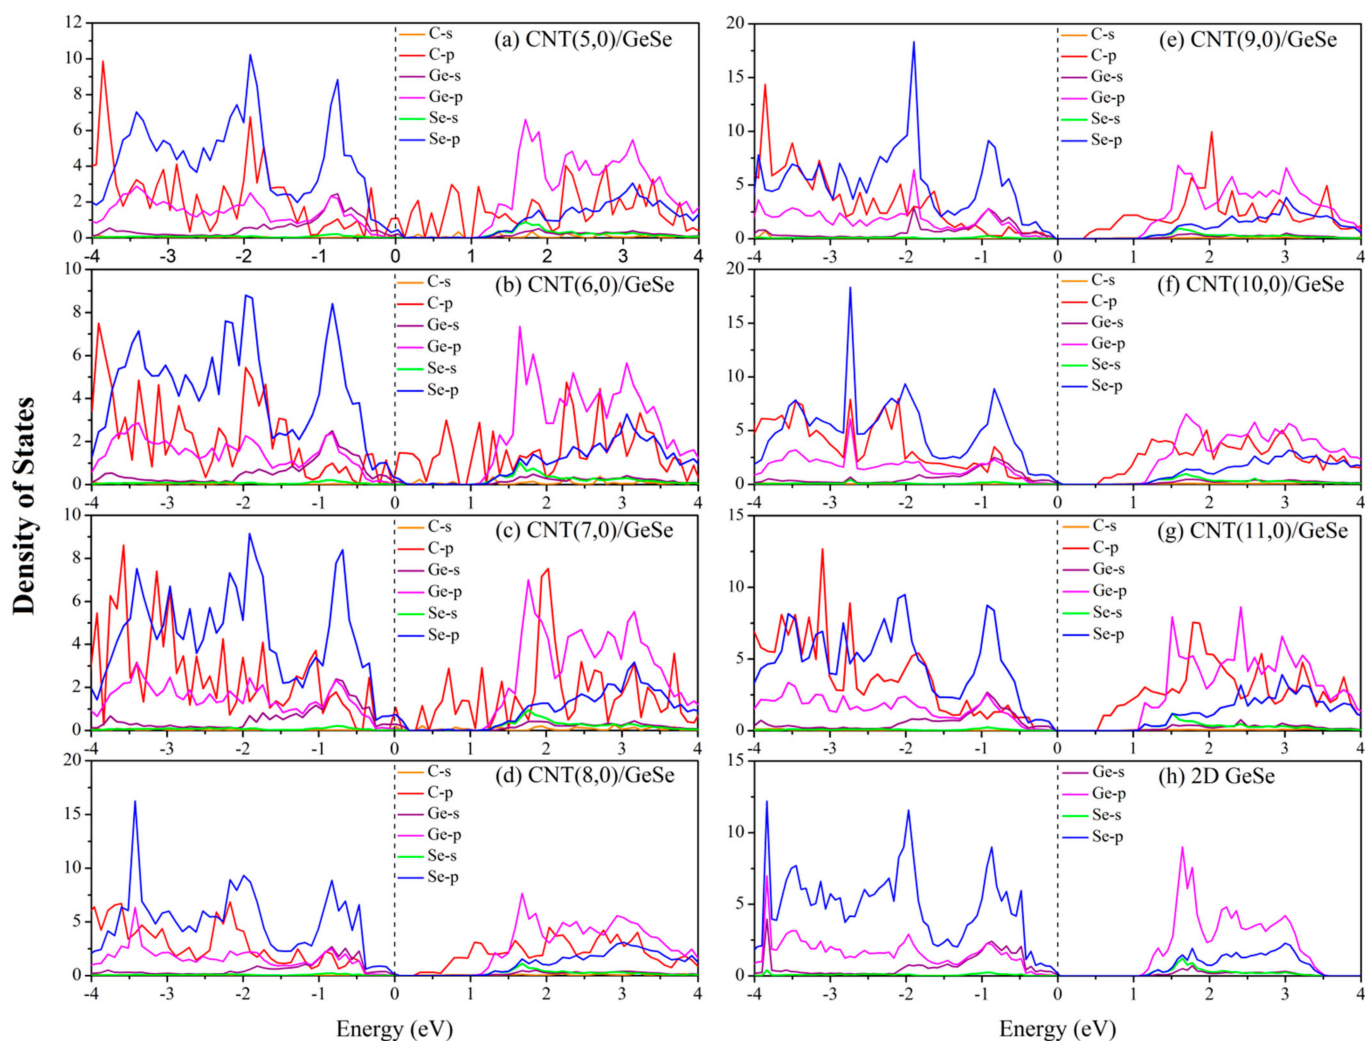 Density of States
(a) CNT(5,0)/GeSe
C-s
C-p
Ge-s
Ge-p
Se-s
Se-p
12
10
8
6
4
2
0
-4 -3 -2 -1 0 1 2 3 4
(b) CNT(6,0)/GeSe
C-s
C-p
Ge-s
Ge-p
Se-s
Se-p
10
8
6
4
2
0
-4 -3 -2 -1 0 1 2 3 4
(c) CNT(7,0)/GeSe
C-s
C-p
Ge-s
Ge-p
Se-s
Se-p
10
8
6
4
2
0
-4 -3 -2 -1 0 1 2 3 4
(d) CNT(8,0)/GeSe
C-s
C-p
Ge-s
Ge-p
Se-s
Se-p
20
15
10
5
0
-4 -3 -2 -1 0 1 2 3 4
Energy (eV)
(e) CNT(9,0)/GeSe
C-s
C-p
Ge-s
Ge-p
Se-s
Se-p
20
15
10
5
0
-4 -3 -2 -1 0 1 2 3 4
(f) CNT(10,0)/GeSe
C-s
C-p
Ge-s
Ge-p
Se-s
Se-p
20
15
10
5
0
-4 -3 -2 -1 0 1 2 3 4
(g) CNT(11,0)/GeSe
C-s
C-p
Ge-s
Ge-p
Se-s
Se-p
15
10
5
0
-4 -3 -2 -1 0 1 2 3 4
(h) 2D GeSe
Ge-s
Ge-p
Se-s
Se-p
15
10
5
0
-4 -3 -2 -1 0 1 2 3 4
Energy (eV)